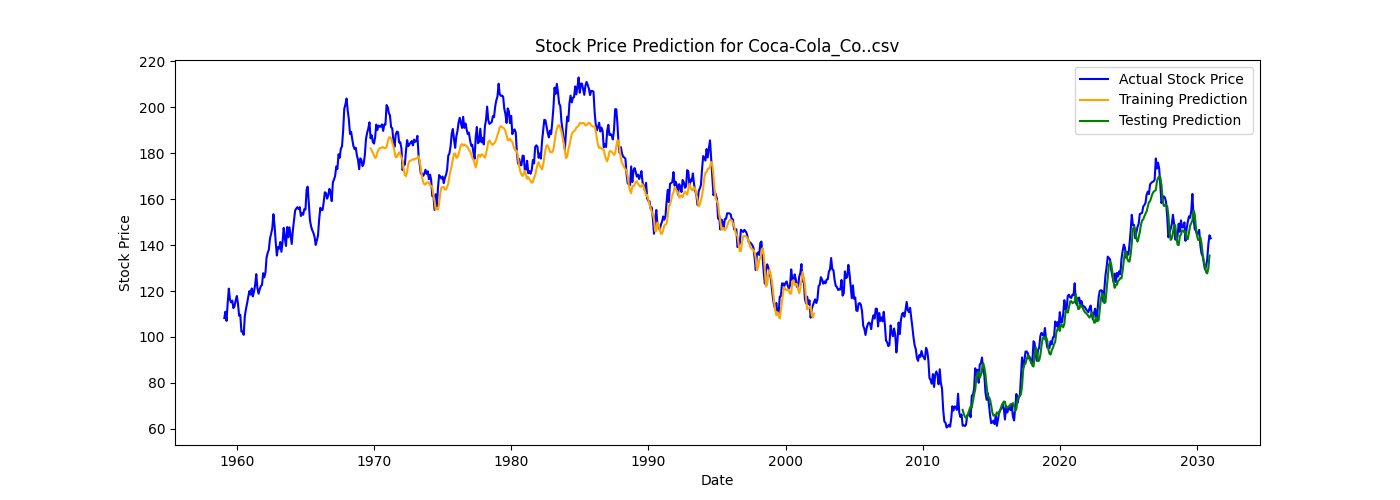 Stock Price Prediction for Coca-Cola_Co..csv
Actual Stock Price
Training Prediction
Testing Prediction
Stock Price
220
200
180
160
140
120
100
80
60
1960
1970
1980
1990
2000
2010
2020
2030
Date